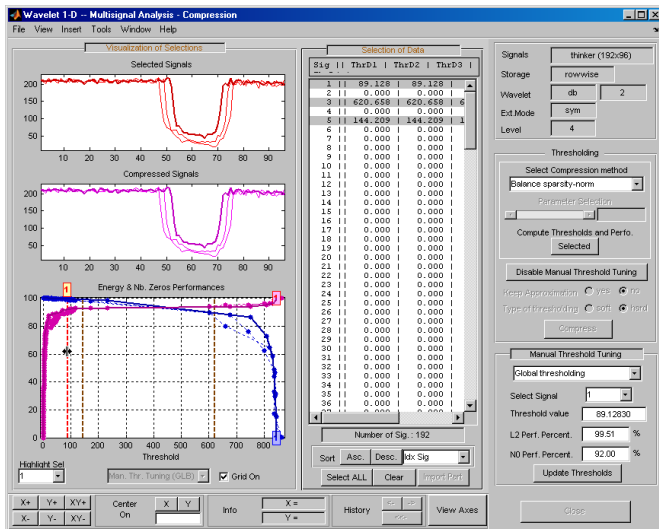 Wavelet 1-D -- Multisignal Analysis - Compression
File View Insert Tools Window Help
Visualization of Selections
Selected Signals
200
150
100
50
10 20 30 40 50 60 70 80 90
Compressed Signals
200
150
100
50
10 20 30 40 50 60 70 80 90
Energy & Nb. Zeros Performances
1 1
100
80
60
40
20
0
1
0 100 200 300 400 500 600 700 800
Threshold
Highlight Sel
1
Man. Thr. Tuning (GLB)
Grid On
Selection of Data
Sig || ThrD1 | ThrD2 | ThrD3 |
1 || 89.128 | 89.128 |
2 || 0.000 | 0.000 |
3 || 620.658 | 620.658 | 6
4 || 0.000 | 0.000 |
5 || 144.209 | 144.209 | 1
6 || 0.000 | 0.000 |
7 || 0.000 | 0.000 |
8 || 0.000 | 0.000 |
9 || 0.000 | 0.000 |
10 || 0.000 | 0.000 |
11 || 0.000 | 0.000 |
12 || 0.000 | 0.000 |
13 || 0.000 | 0.000 |
14 || 0.000 | 0.000 |
15 || 0.000 | 0.000 |
16 || 0.000 | 0.000 |
17 || 0.000 | 0.000 |
18 || 0.000 | 0.000 |
19 || 0.000 | 0.000 |
20 || 0.000 | 0.000 |
21 || 0.000 | 0.000 |
22 || 0.000 | 0.000 |
23 || 0.000 | 0.000 |
24 || 0.000 | 0.000 |
25 || 0.000 | 0.000 |
26 || 0.000 | 0.000 |
27 || 0.000 | 0.000 |
28 || 0.000 | 0.000 |
29 || 0.000 | 0.000 |
30 || 0.000 | 0.000 |
31 || 0.000 | 0.000 |
32 || 0.000 | 0.000 |
33 || 0.000 | 0.000 |
34 || 0.000 | 0.000 |
35 || 0.000 | 0.000 |
36 || 0.000 | 0.000 |
Number of Sig. : 192
Sort Asc. Desc. Idx Sig
Select ALL Clear Import Part
Signals thinker (192x96)
Storage rowwise
Wavelet db 2
Ext.Mode sym
Level 4
Thresholding
Select Compression method
Balance sparsity-norm
Parameter Selection
Compute Thresholds and Perfo.
Selected
Disable Manual Threshold Tuning
Keep Approximation yes no
Type of thresholding soft hard
Compress
Manual Threshold Tuning
Global thresholding
Select Signal 1
Threshold value 89.12830
L2 Perf. Percent. 99.51 %
N0 Perf. Percent. 92.00 %
Update Thresholds
X+ Y+ XY+
X- Y- XY-
Center On X Y
Info X =
Y =
History <- ->
<<-
View Axes
Close